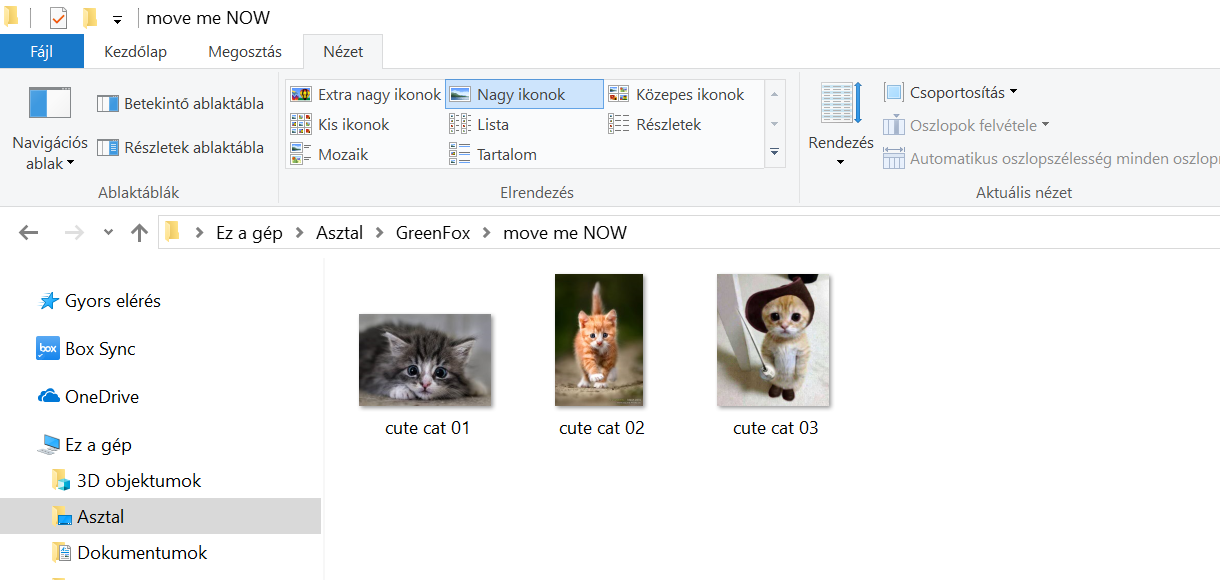 move me NOW
Fájl Kezdőlap Megosztás Nézet
Navigációs ablak
Betekintő ablaktábla
Részletek ablaktábla
Ablaktáblák
Extra nagy ikonok Nagy ikonok Közepes ikonok
Kis ikonok Lista Részletek
Mozaik Tartalom
Elrendezés
Rendezés
Csoportosítás
Oszlopok felvétele
Automatikus oszlopszélesség minden oszlopr
Aktuális nézet
Ez a gép Asztal GreenFox move me NOW
Gyors elérés
box Box Sync
OneDrive
Ez a gép
3D objektumok
Asztal
Dokumentumok
cute cat 01 cute cat 02 cute cat 03